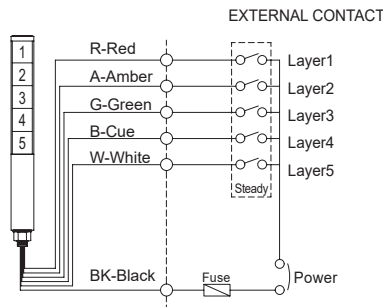 EXTERNAL CONTACT
1
2
3
4
5
R-Red
A-Amber
G-Green
B-Cue
W-White
BK-Black
Layer1
Layer2
Layer3
Layer4
Layer5
Steady
Fuse
Power